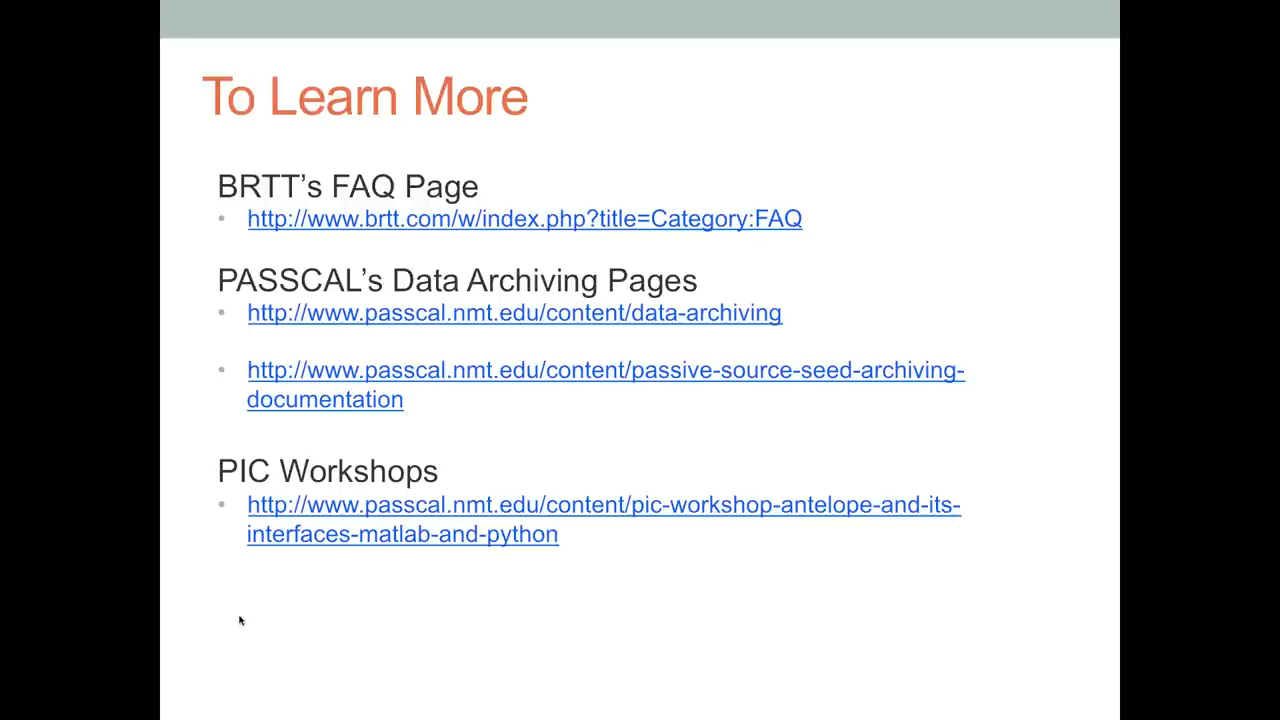 To Learn More
BRTT’s FAQ Page
• http://www.brtt.com/w/index.php?title=Category:FAQ
PASSCAL’s Data Archiving Pages
• http://www.passcal.nmt.edu/content/data-archiving
• http://www.passcal.nmt.edu/content/passive-source-seed-archiving-
documentation
PIC Workshops
• http://www.passcal.nmt.edu/content/pic-workshop-antelope-and-its-
interfaces-matlab-and-python